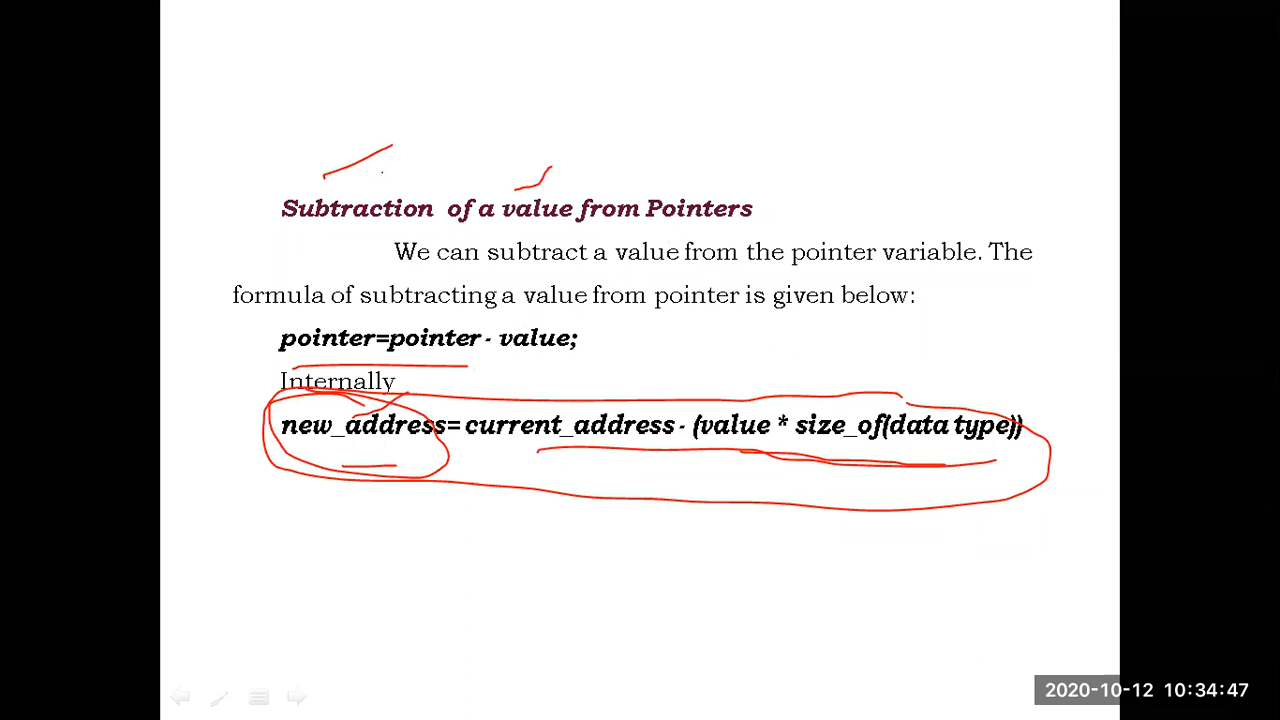 Subtraction of a value from Pointers
We can subtract a value from the pointer variable. The
formula of subtracting a value from pointer is given below:
pointer=pointer - value;
Internally
new_address= current_address - (value * size_of(data type))
2020-10-12 10:34:47